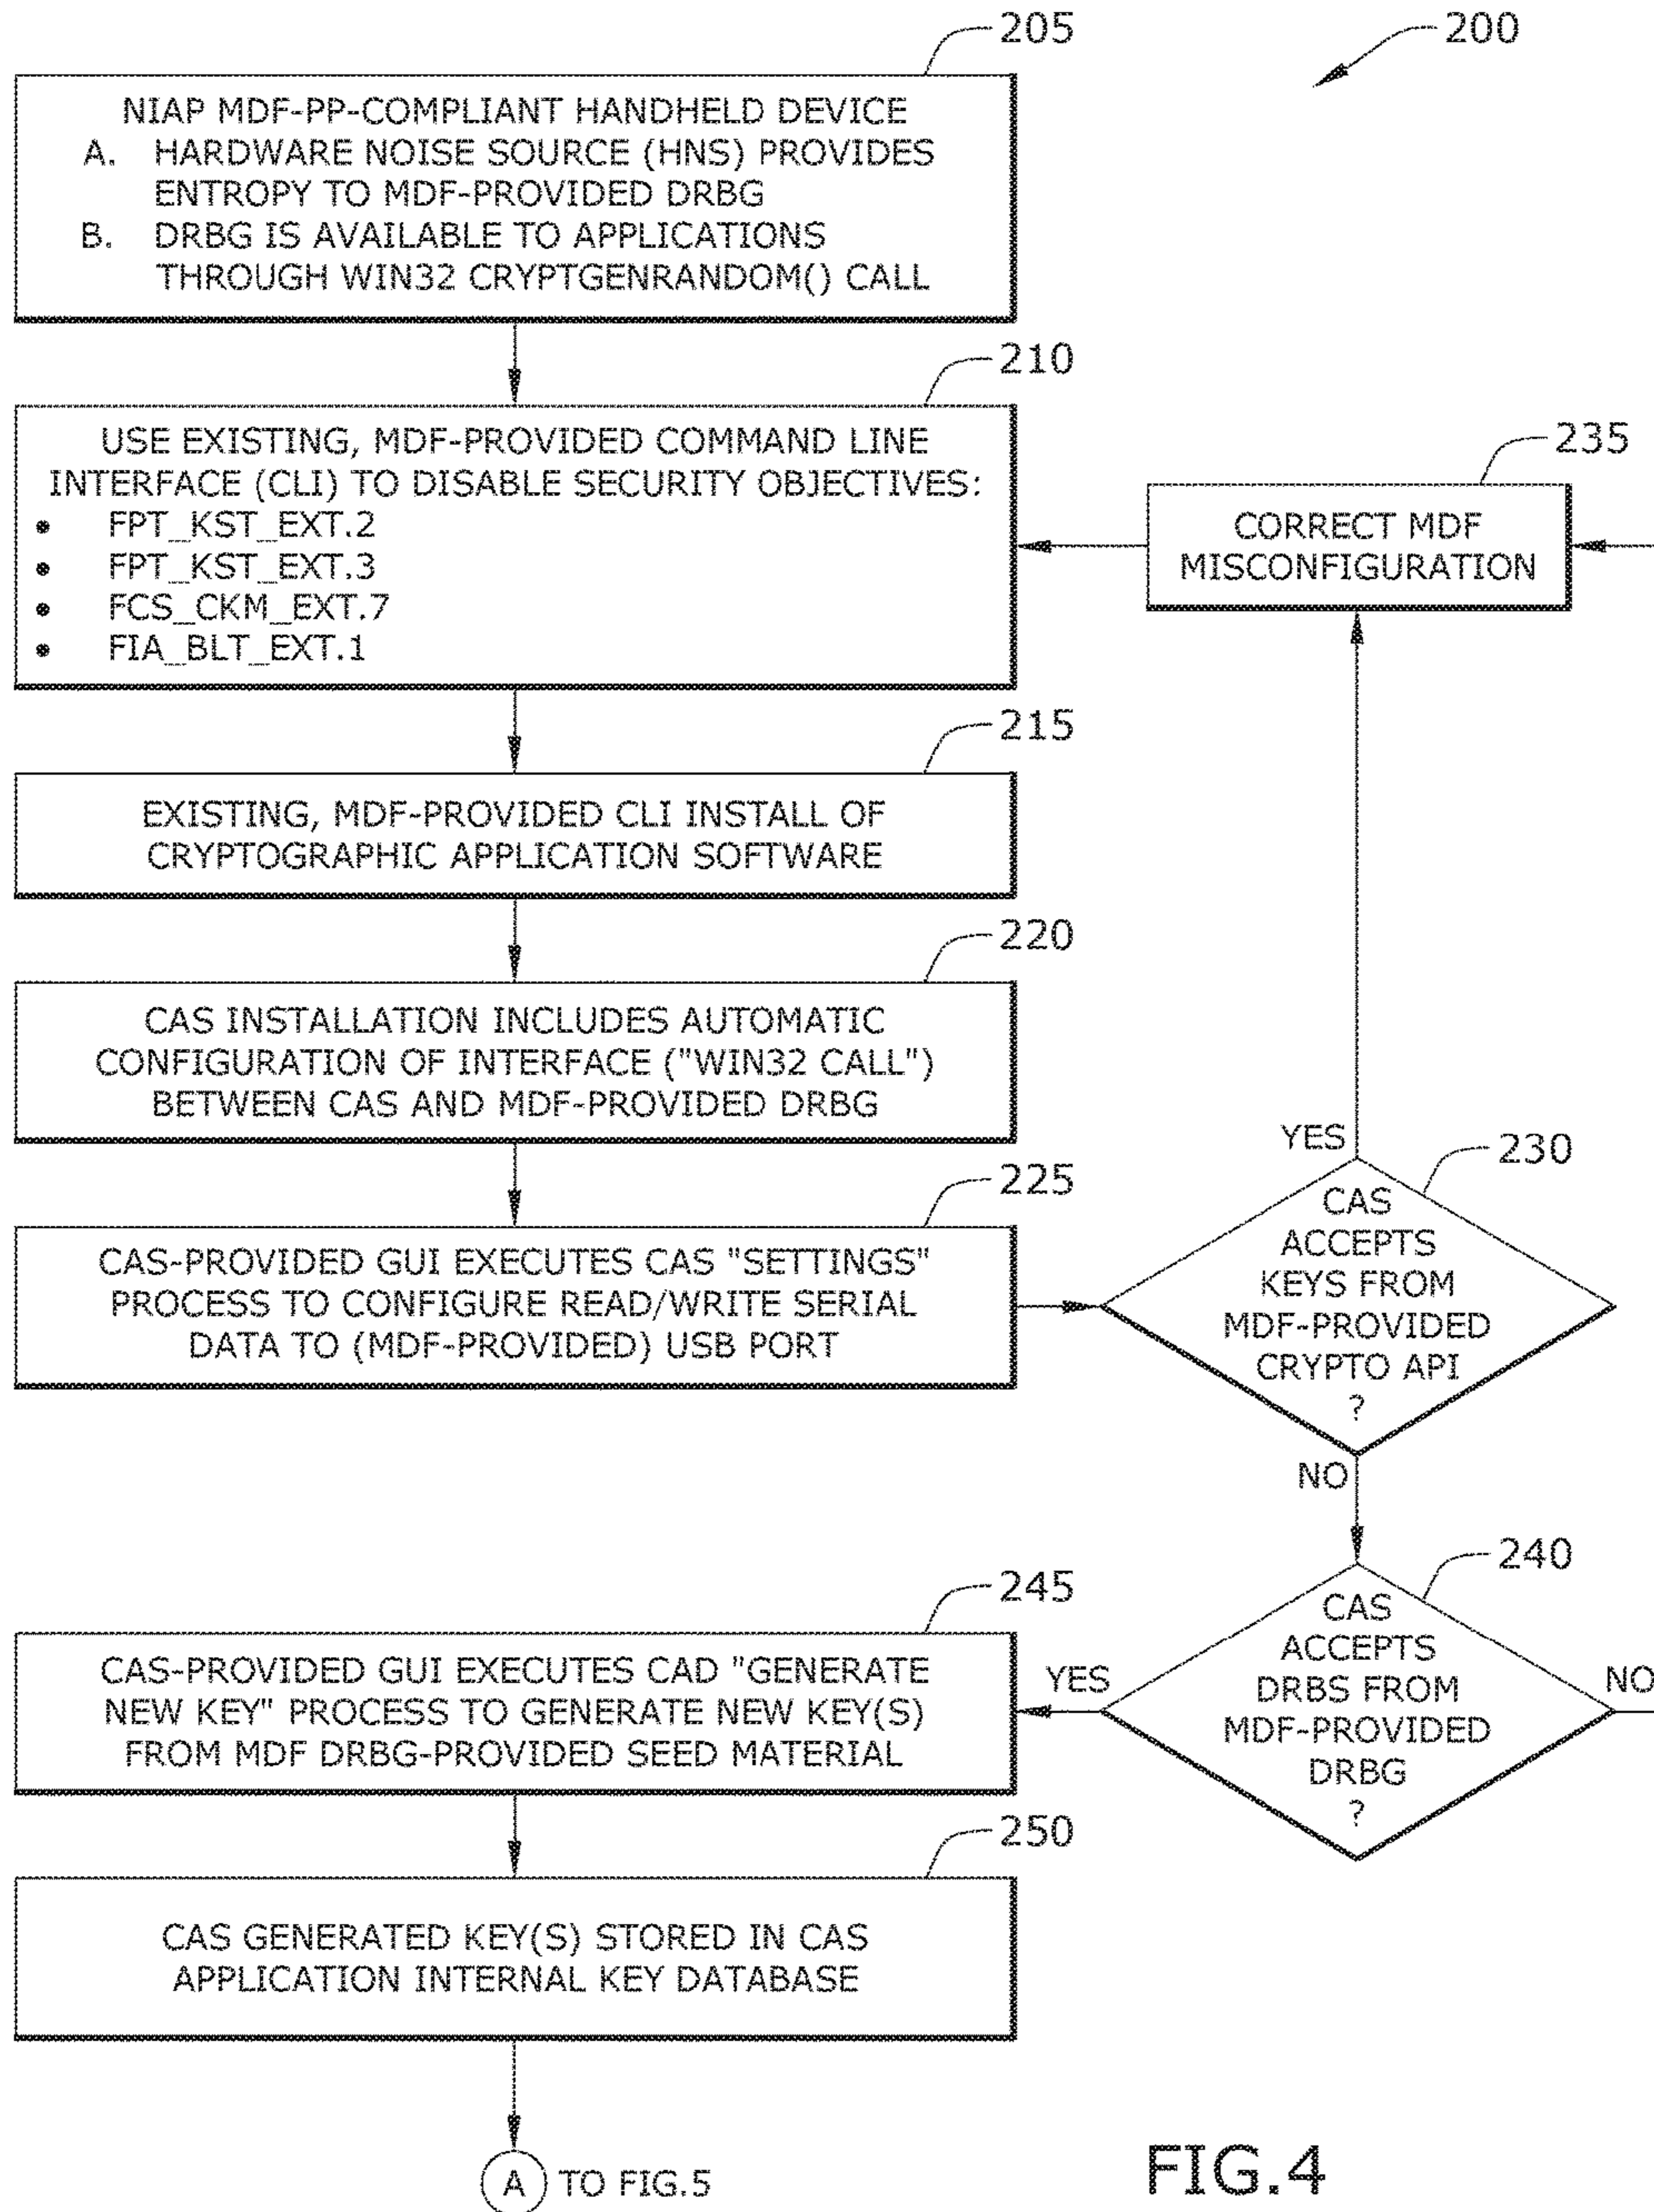 205
200
NIAP MDF-PP-COMPLIANT HANDHELD DEVICE
A. HARDWARE NOISE SOURCE (HNS) PROVIDES
ENTROPY TO MDF-PROVIDED DRBG
B. DRBG IS AVAILABLE TO APPLICATIONS
THROUGH WIN32 CRYPTGENRANDOM() CALL
210
USE EXISTING, MDF-PROVIDED COMMAND LINE
INTERFACE (CLI) TO DISABLE SECURITY OBJECTIVES:
• FPT_KST_EXT.2
• FPT_KST_EXT.3
• FCS_CKM_EXT.7
• FIA_BLT_EXT.1
235
CORRECT MDF
MISCONFIGURATION
215
EXISTING, MDF-PROVIDED CLI INSTALL OF
CRYPTOGRAPHIC APPLICATION SOFTWARE
220
CAS INSTALLATION INCLUDES AUTOMATIC
CONFIGURATION OF INTERFACE ("WIN32 CALL")
BETWEEN CAS AND MDF-PROVIDED DRBG
225
CAS-PROVIDED GUI EXECUTES CAS "SETTINGS"
PROCESS TO CONFIGURE READ/WRITE SERIAL
DATA TO (MDF-PROVIDED) USB PORT
YES
230
CAS
ACCEPTS
KEYS FROM
MDF-PROVIDED
CRYPTO API
?
NO
240
CAS
ACCEPTS
DRBS FROM
MDF-PROVIDED
DRBG
?
YES
NO
245
CAS-PROVIDED GUI EXECUTES CAD "GENERATE
NEW KEY" PROCESS TO GENERATE NEW KEY(S)
FROM MDF DRBG-PROVIDED SEED MATERIAL
250
CAS GENERATED KEY(S) STORED IN CAS
APPLICATION INTERNAL KEY DATABASE
A TO FIG.5
FIG.4